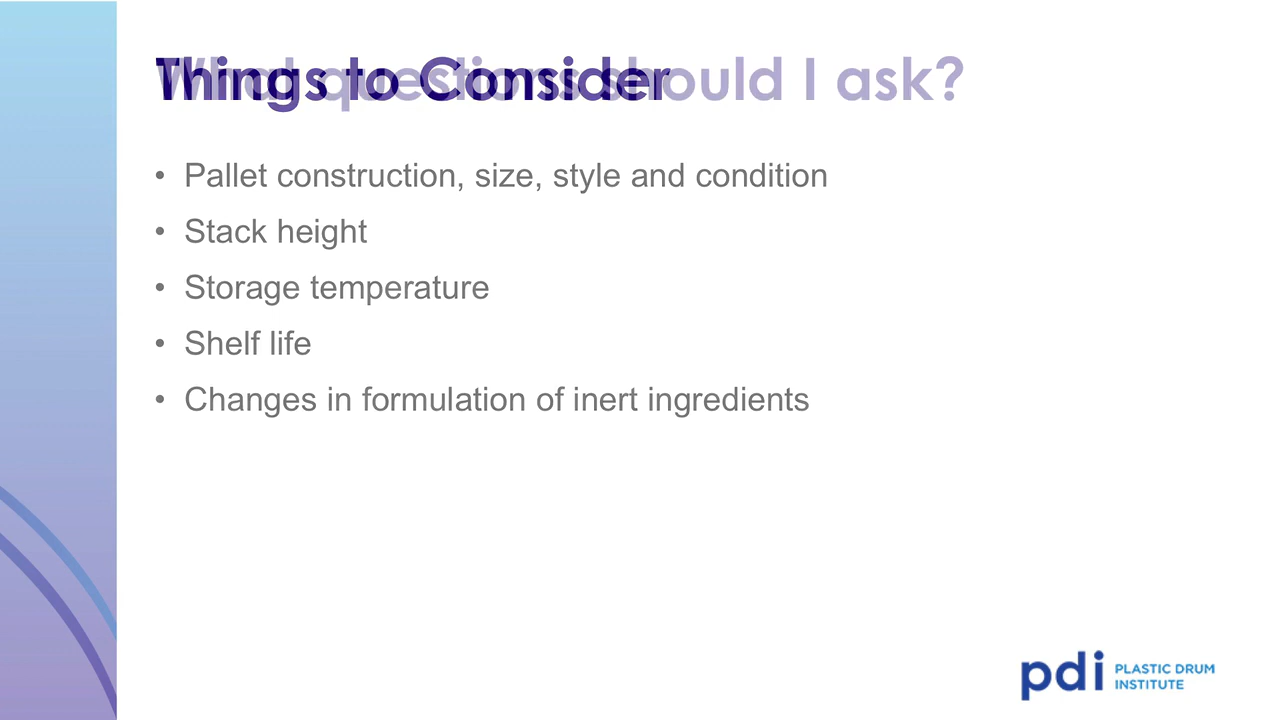 Things to Consider
What questions should I ask?
• Pallet construction, size, style and condition
• Stack height
• Storage temperature
• Shelf life
• Changes in formulation of inert ingredients
pdi PLASTIC DRUM
INSTITUTE